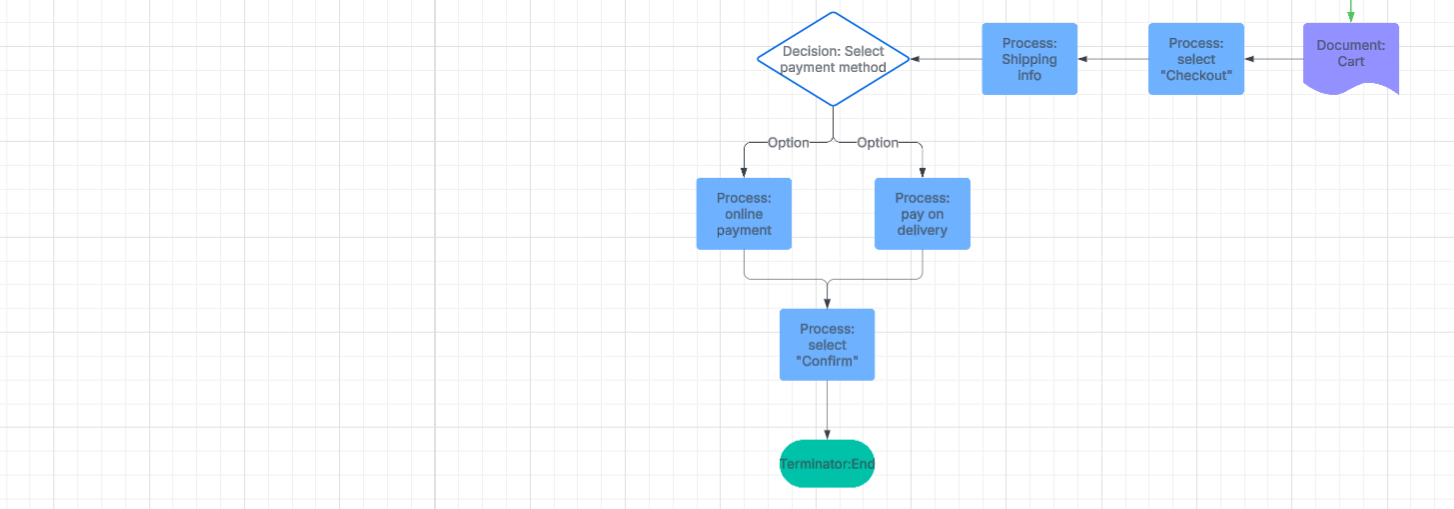 Decision: Select
payment method
Process:
Shipping
info
Process:
select
"Checkout"
Document:
Cart
Option
Option
Process:
online
payment
Process:
pay on
delivery
Process:
select
"Confirm"
Terminator:End